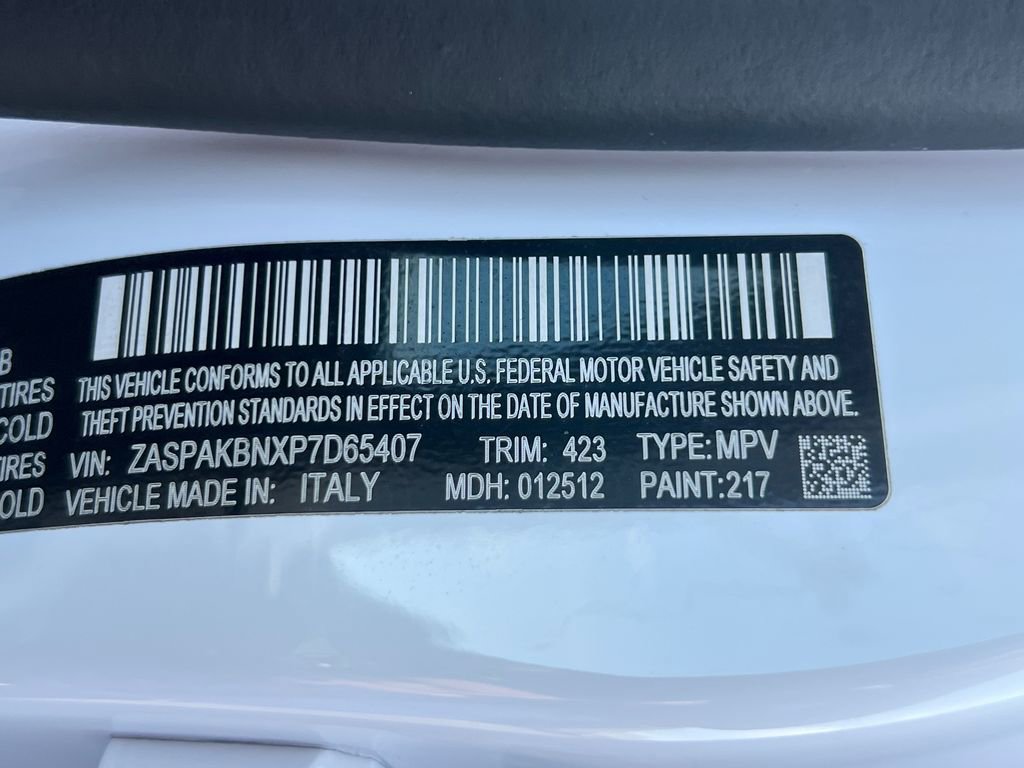 B
TIRES
COLD
TIRES
COLD
THIS VEHICLE CONFORMS TO ALL APPLICABLE U.S. FEDERAL MOTOR VEHICLE SAFETY AND
THEFT PREVENTION STANDARDS IN EFFECT ON THE DATE OF MANUFACTURE SHOWN ABOVE.
VIN: ZASPAKBNXP7D65407 TRIM: 423 TYPE: MPV
VEHICLE MADE IN: ITALY MDH: 012512 PAINT:217